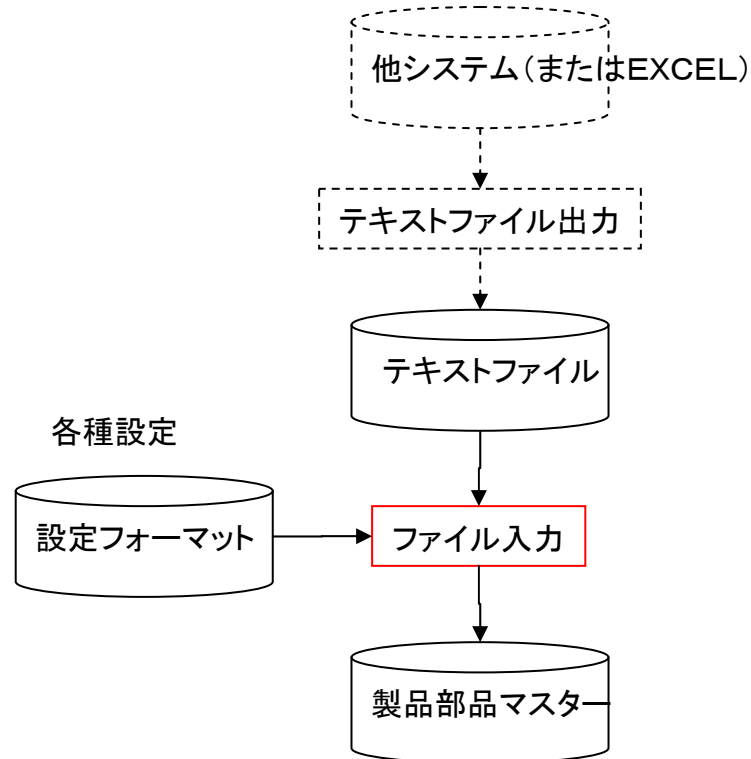 他システム（またはEXCEL）
テキストファイル出力
テキストファイル
各種設定
設定フォーマット
ファイル入力
製品部品マスター